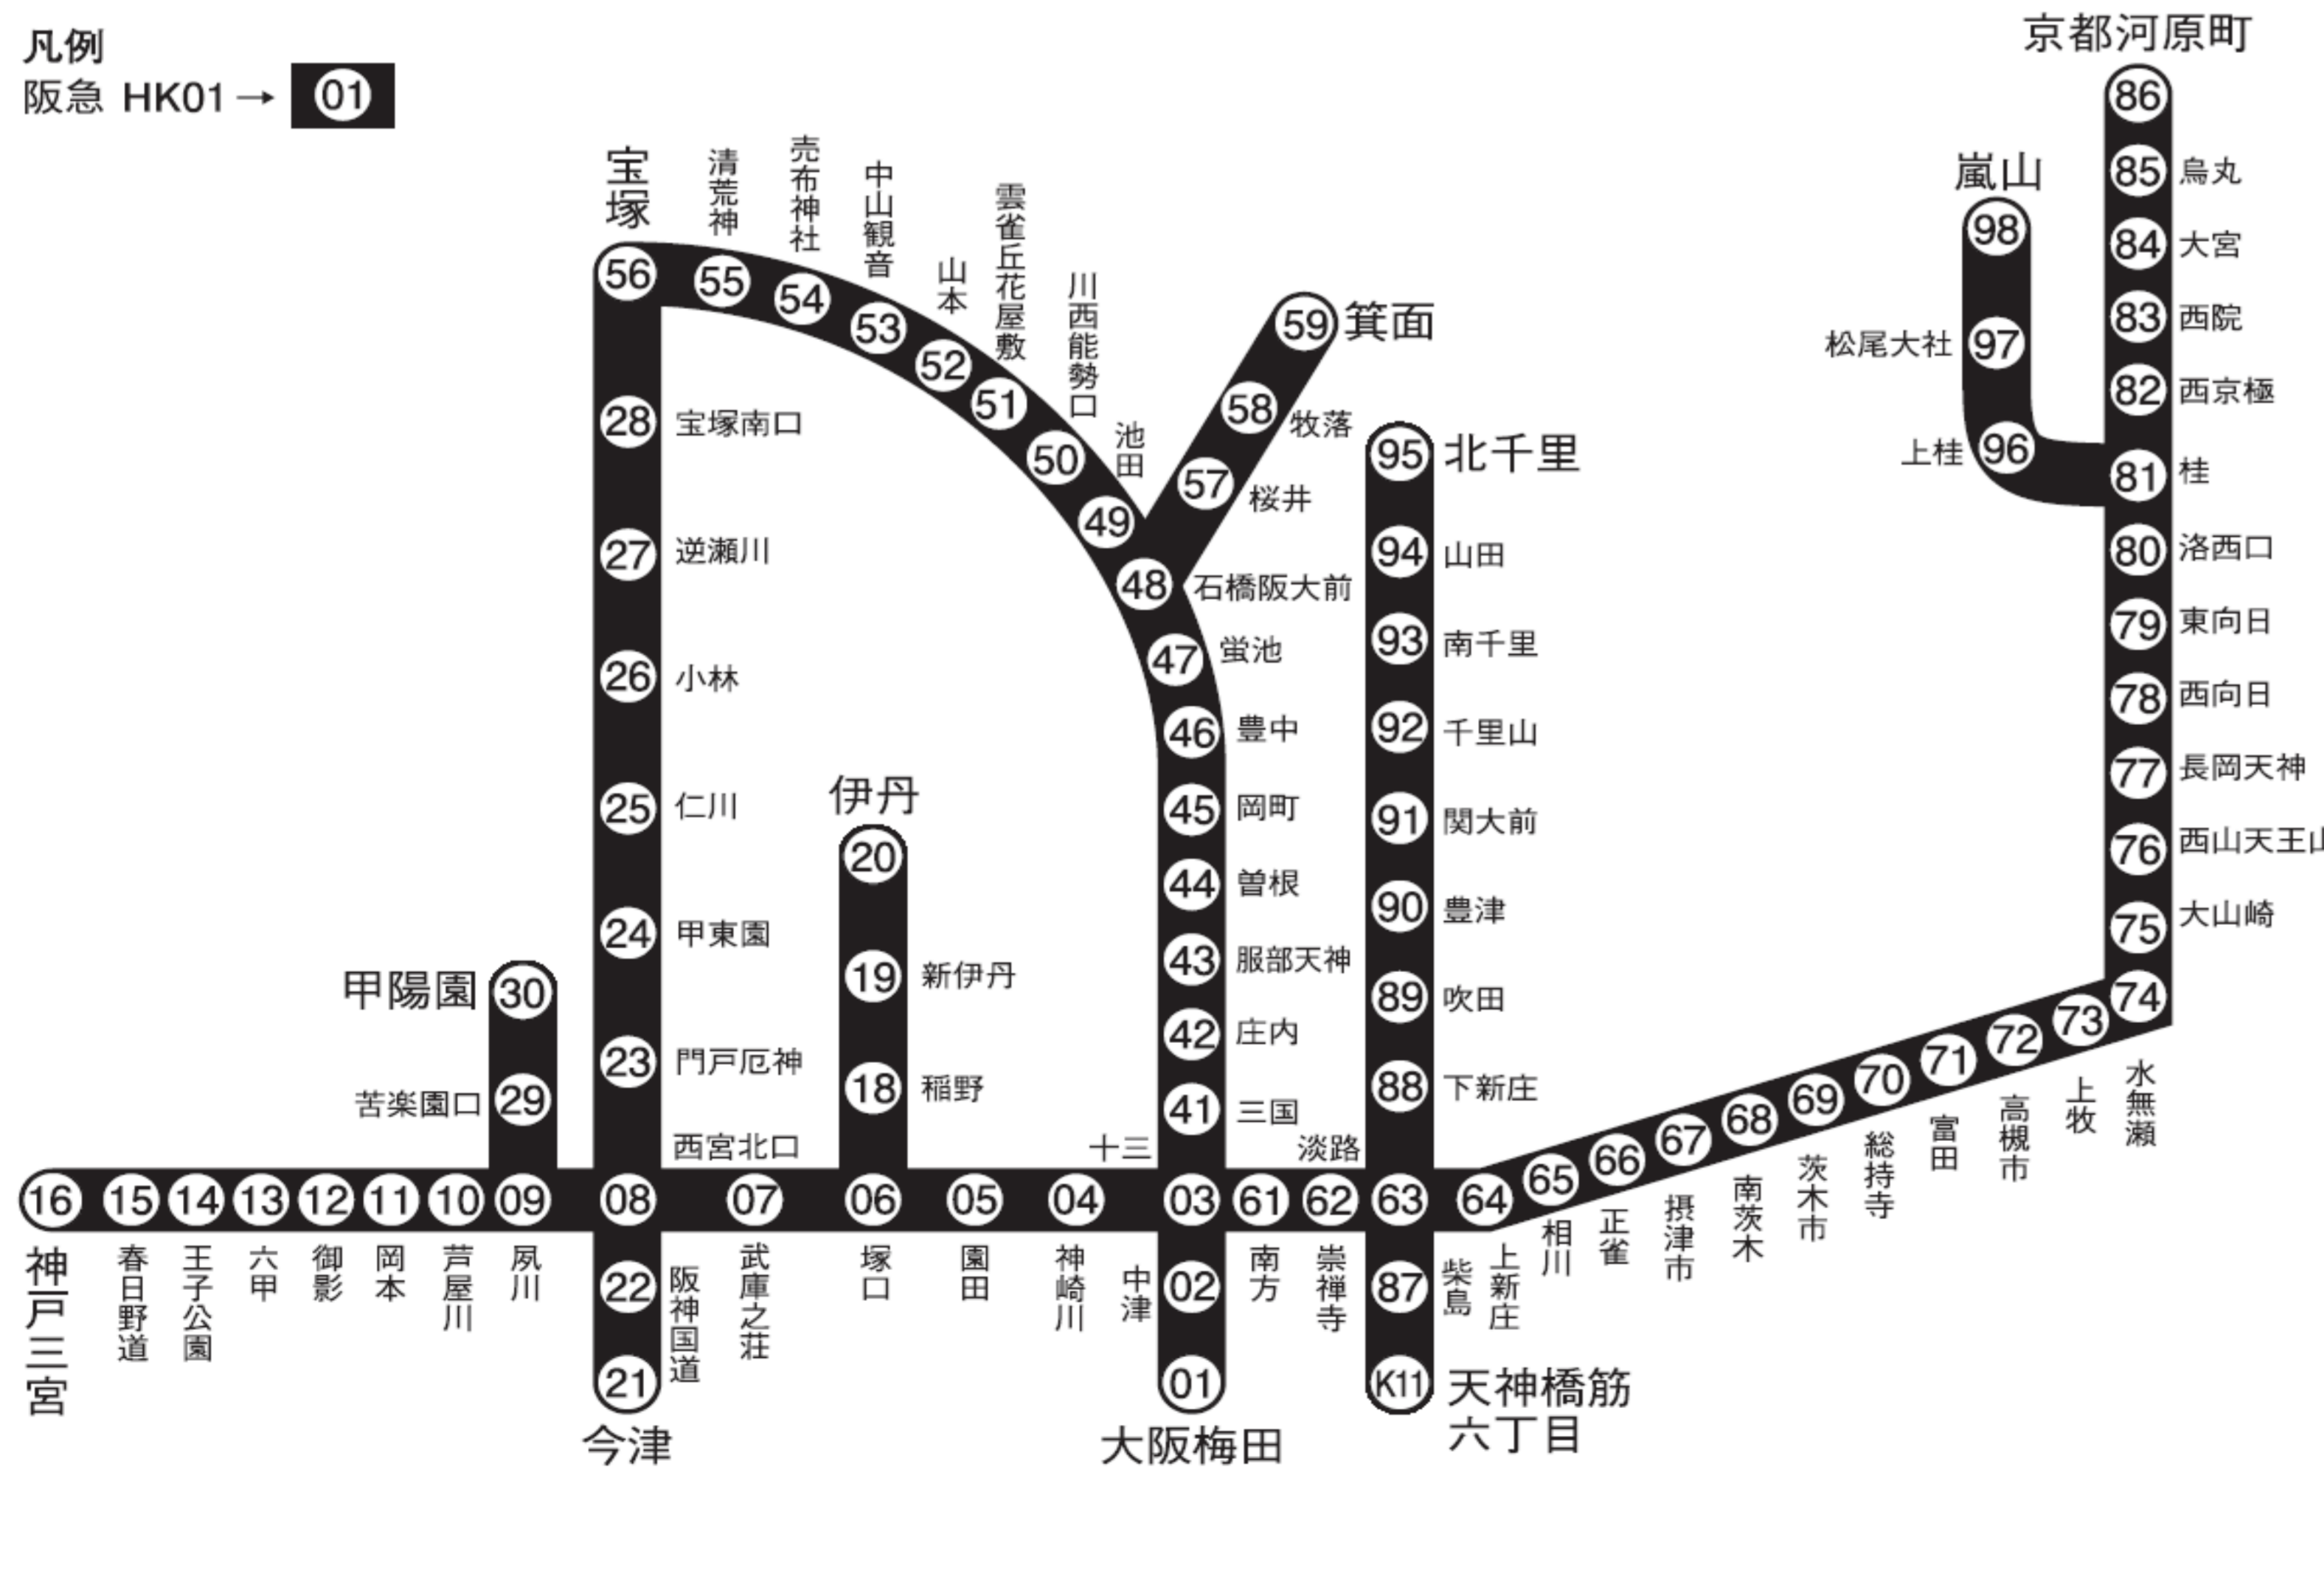 凡例
阪急 HK01→ 01
京都河原町
86
85 烏丸
84 大宮
83 西院
82 西京極
81 桂
80 洛西口
79 東向日
78 西向日
77 長岡天神
76 西山天王山
75 大山崎
74 水無瀬
73 上牧
72 高槻市
71 富田
70 総持寺
69 茨木市
68 南茨木
67 摂津市
66 正雀
65 相川
64 上新庄
嵐山
98
松尾大社 97
上桂 96
宝塚
56
55 清荒神
54 売布神社
53 中山観音
52 山本
51 雲雀丘花屋敷
50 川西能勢口
49 池田
48 石橋阪大前
47 蛍池
46 豊中
45 岡町
44 曽根
43 服部天神
42 庄内
41 三国
59 箕面
58 牧落
57 桜井
95 北千里
94 山田
93 南千里
92 千里山
91 関大前
90 豊津
89 吹田
88 下新庄
63 淡路
87 柴島
K11 天神橋筋
六丁目
28 宝塚南口
27 逆瀬川
26 小林
25 仁川
24 甲東園
23 門戸厄神
08 西宮北口
22 阪神国道
21
今津
伊丹
20
19 新伊丹
18 稲野
甲陽園 30
苦楽園口 29
16 神戸三宮
15 春日野道
14 王子公園
13 六甲
12 御影
11 岡本
10 芦屋川
09 夙川
07 武庫之荘
06 塚口
05 園田
04 神崎川
03 十三
61 南方
62 崇禅寺
02 中津
01
大阪梅田